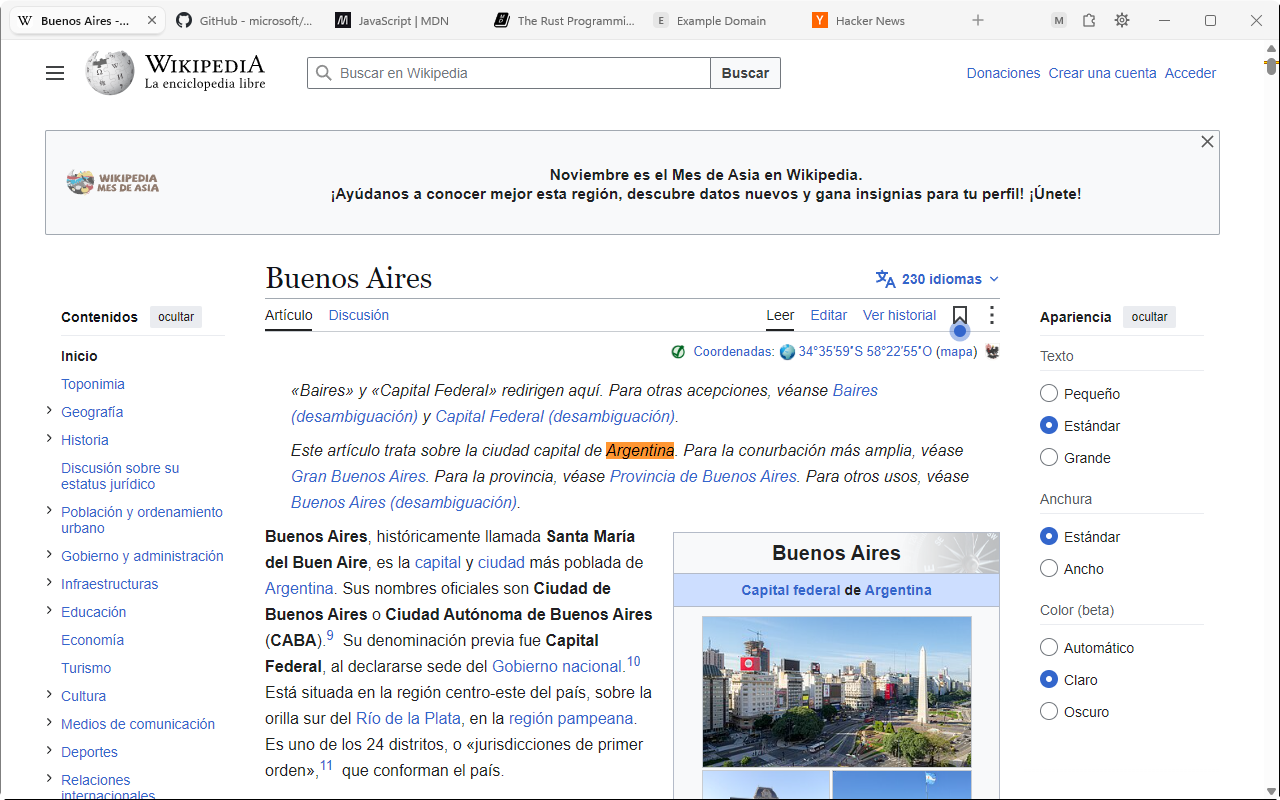 Buenos Aires -...
GitHub - microsoft/...
JavaScript | MDN
The Rust Programmi...
Example Domain
Hacker News
WIKIPEDIA
La enciclopedia libre
Buscar en Wikipedia
Buscar
Donaciones Crear una cuenta Acceder
WIKIPEDIA
MES DE ASIA
Noviembre es el Mes de Asia en Wikipedia.
¡Ayúdanos a conocer mejor esta región, descubre datos nuevos y gana insignias para tu perfil! ¡Únete!
Buenos Aires
230 idiomas
Artículo Discusión
Leer Editar Ver historial
Coordenadas: 34°35′59″S 58°22′55″O (mapa)
Contenidos ocultar
Inicio
Toponimia
Geografía
Historia
Discusión sobre su
estatus jurídico
Población y ordenamiento
urbano
Gobierno y administración
Infraestructuras
Educación
Economía
Turismo
Cultura
Medios de comunicación
Deportes
Relaciones
internacionales
«Baires» y «Capital Federal» redirigen aquí. Para otras acepciones, véanse Baires
(desambiguación) y Capital Federal (desambiguación).
Este artículo trata sobre la ciudad capital de Argentina. Para la conurbación más amplia, véase
Gran Buenos Aires. Para la provincia, véase Provincia de Buenos Aires. Para otros usos, véase
Buenos Aires (desambiguación).
Buenos Aires, históricamente llamada Santa María
del Buen Aire, es la capital y ciudad más poblada de
Argentina. Sus nombres oficiales son Ciudad de
Buenos Aires o Ciudad Autónoma de Buenos Aires
(CABA).9 Su denominación previa fue Capital
Federal, al declararse sede del Gobierno nacional.10
Está situada en la región centro-este del país, sobre la
orilla sur del Río de la Plata, en la región pampeana.
Es uno de los 24 distritos, o «jurisdicciones de primer
orden»,11 que conforman el país.
Buenos Aires
Capital federal de Argentina
Apariencia ocultar
Texto
Pequeño
Estándar
Grande
Anchura
Estándar
Ancho
Color (beta)
Automático
Claro
Oscuro